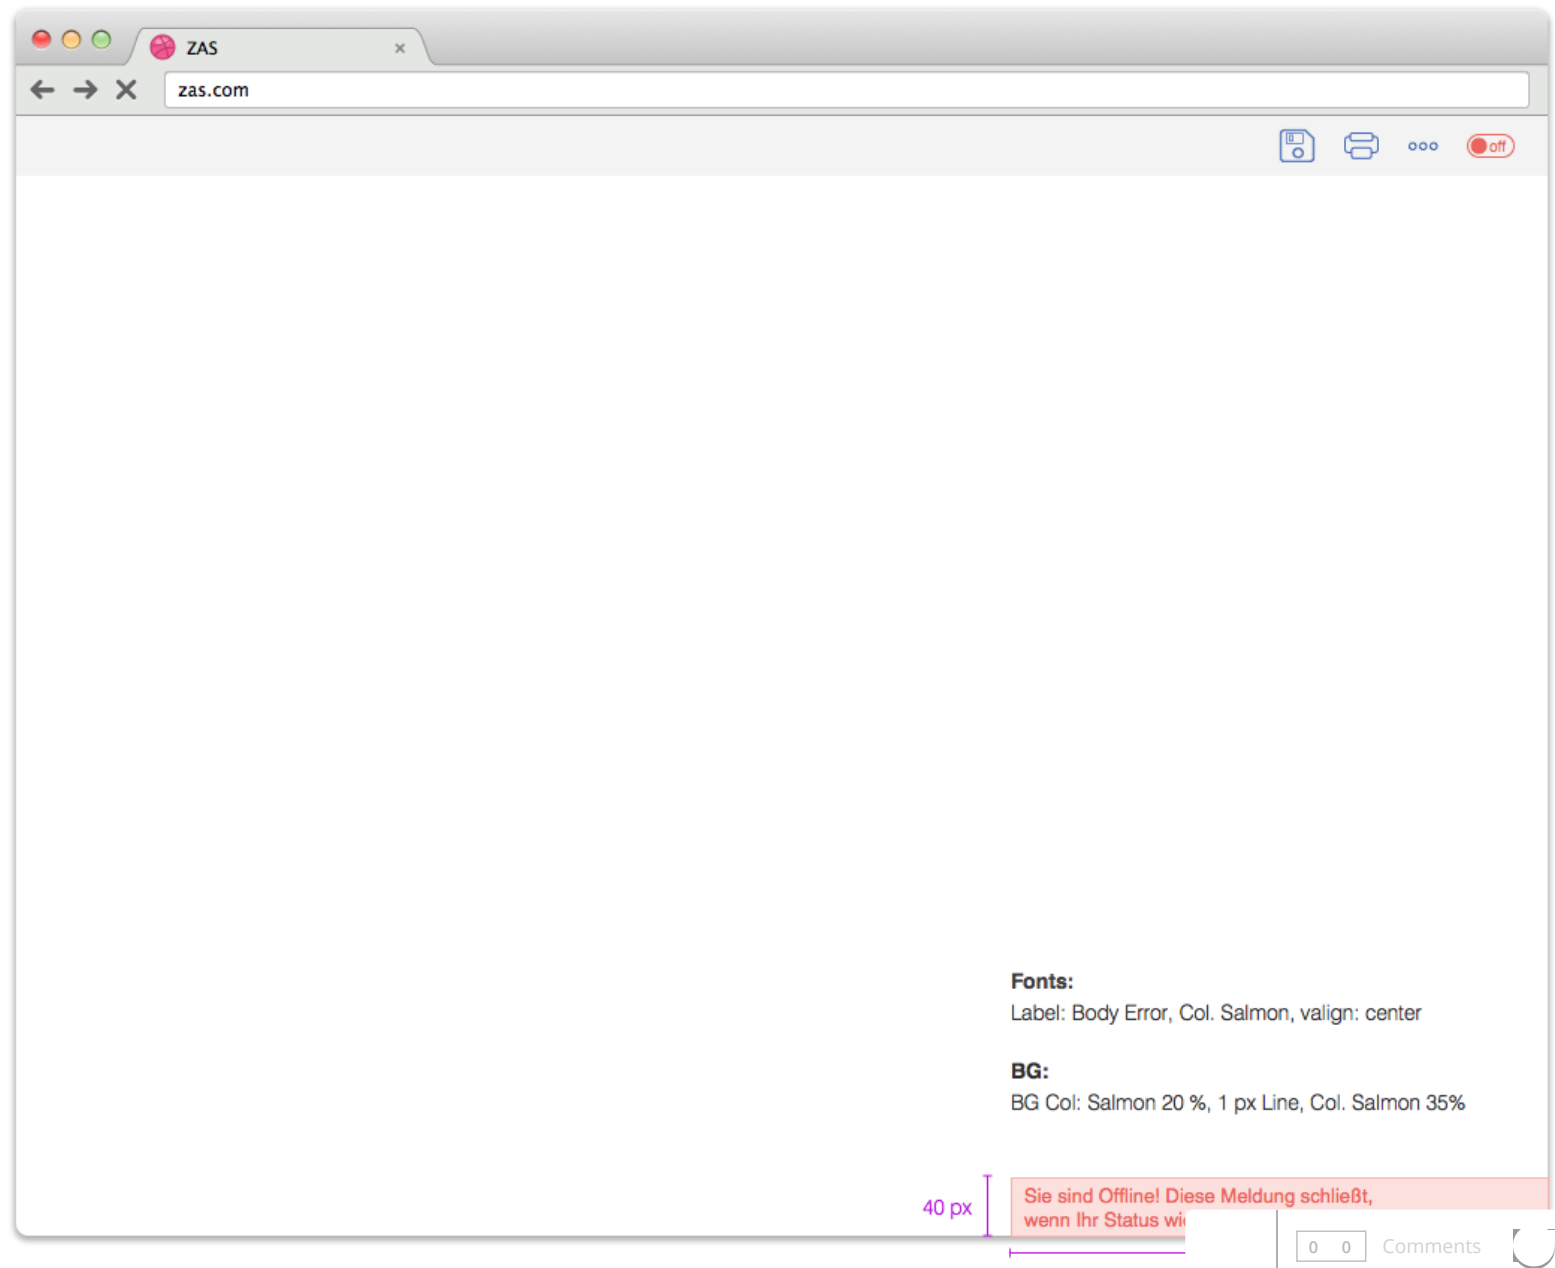 ZAS
zas.com
off
Fonts:
Label: Body Error, Col. Salmon, valign: center
BG:
BG Col: Salmon 20 %, 1 px Line, Col. Salmon 35%
40 px
Sie sind Offline! Diese Meldung schließt,
wenn Ihr Status
0 0 Comments